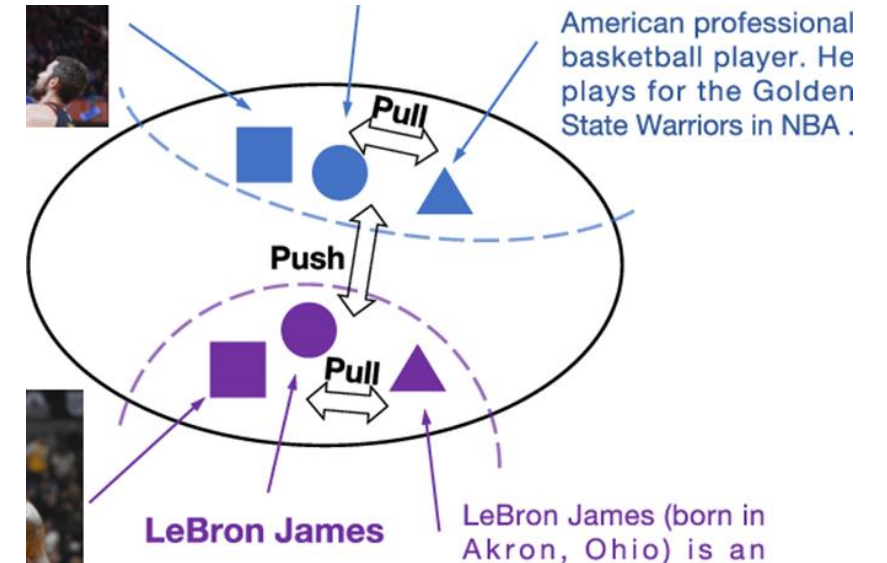 American professional
basketball player. He
plays for the Golden
State Warriors in NBA .
Pull
Push
Pull
LeBron James
LeBron James (born in
Akron, Ohio) is an